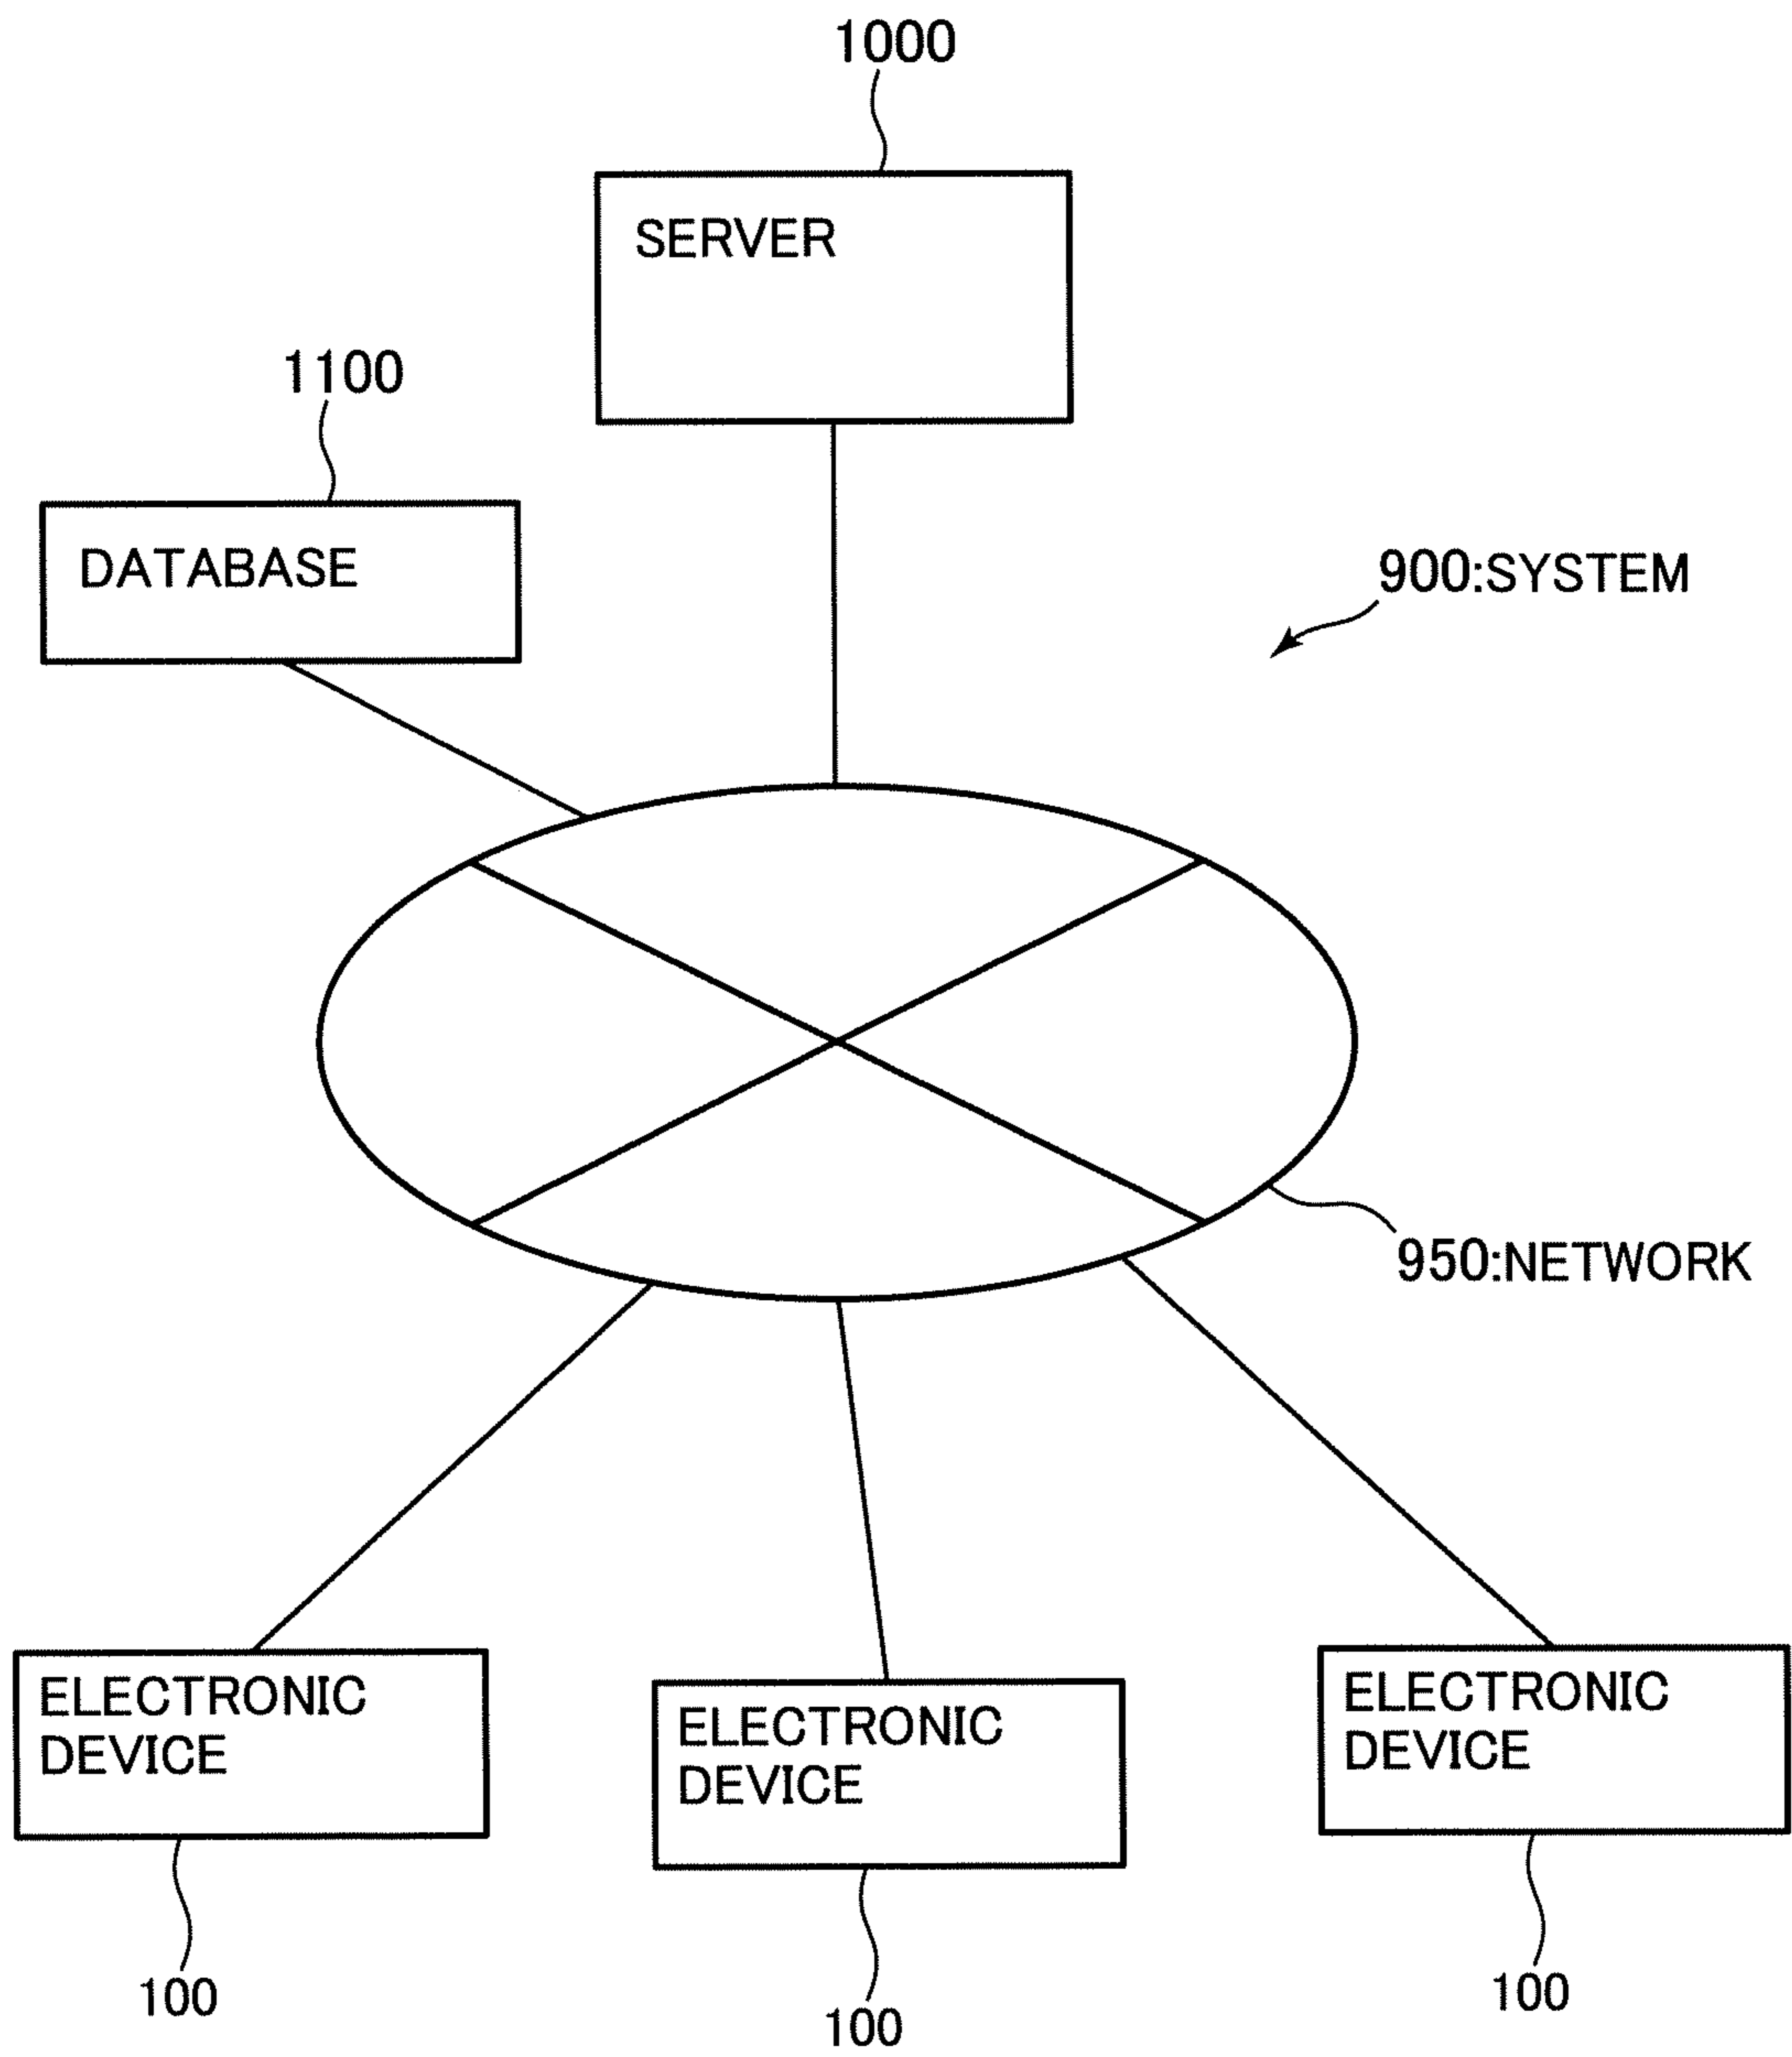 1000
SERVER
1100
DATABASE
900:SYSTEM
950:NETWORK
ELECTRONIC
DEVICE
ELECTRONIC
DEVICE
ELECTRONIC
DEVICE
100
100
100